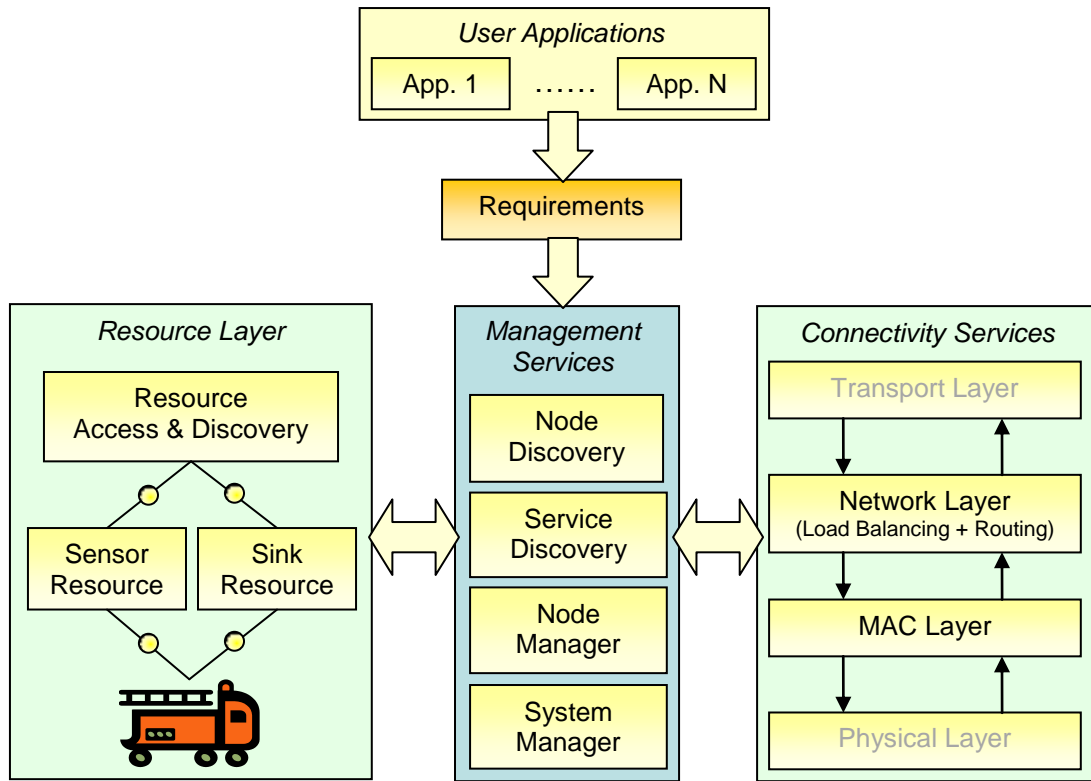 User Applications
App. 1
......
App. N
Requirements
Resource Layer
Resource
Access & Discovery
Sensor
Resource
Sink
Resource
Management
Services
Node
Discovery
Service
Discovery
Node
Manager
System
Manager
Connectivity Services
Transport Layer
Network Layer
(Load Balancing + Routing)
MAC Layer
Physical Layer